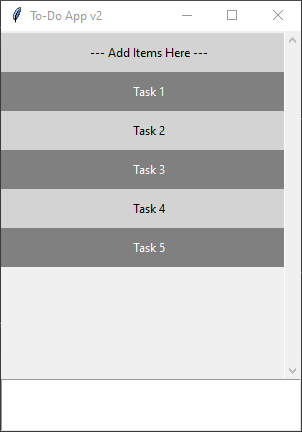 To-Do App v2
--- Add Items Here ---
Task 1
Task 2
Task 3
Task 4
Task 5